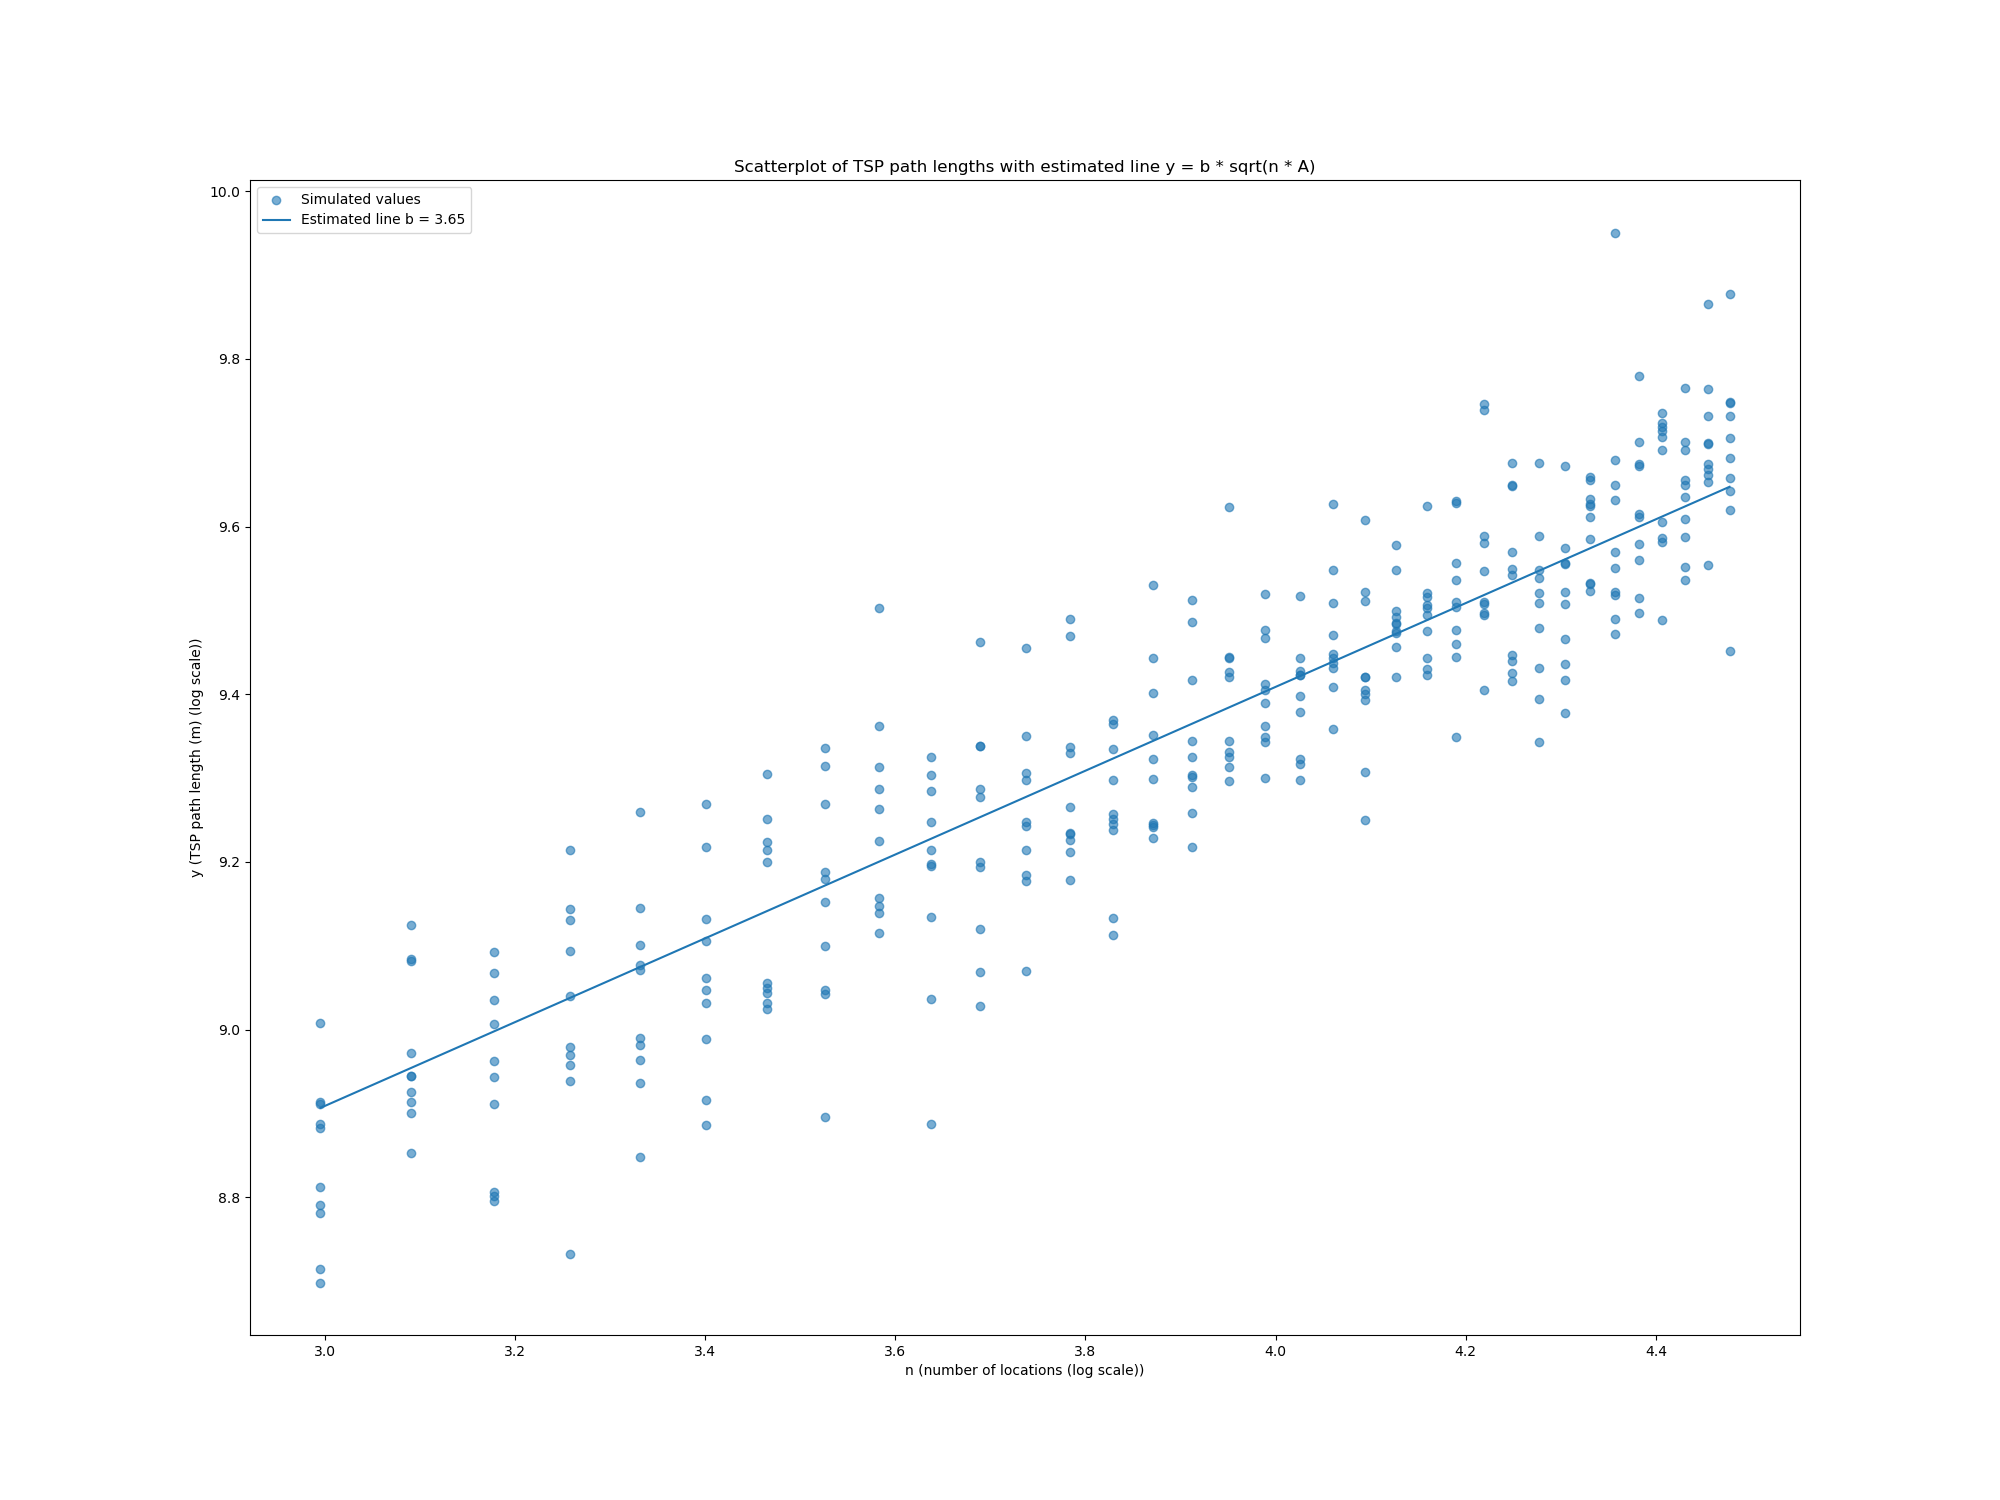 Scatterplot of TSP path lengths with estimated line y = b * sqrt(n * A)
Simulated values
Estimated line b = 3.65
10.0
9.8
9.6
9.4
9.2
9.0
8.8
y (TSP path length (m) (log scale))
3.0 3.2 3.4 3.6 3.8 4.0 4.2 4.4
n (number of locations (log scale))